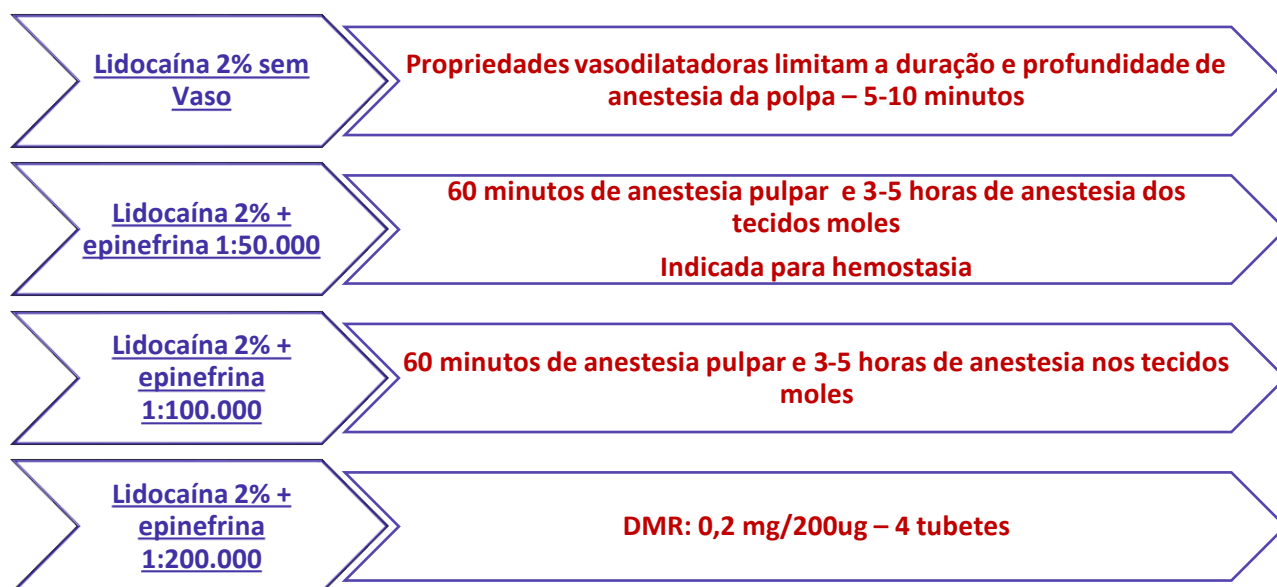 Lidocaína 2% sem
Vaso
Propriedades vasodilatadoras limitam a duração e profundidade de
anestesia da polpa – 5-10 minutos
Lidocaína 2% +
epinefrina 1:50.000
60 minutos de anestesia pulpar e 3-5 horas de anestesia dos
tecidos moles
Indicada para hemostasia
Lidocaína 2% +
epinefrina
1:100.000
60 minutos de anestesia pulpar e 3-5 horas de anestesia nos tecidos
moles
Lidocaína 2% +
epinefrina
1:200.000
DMR: 0,2 mg/200ug – 4 tubetes